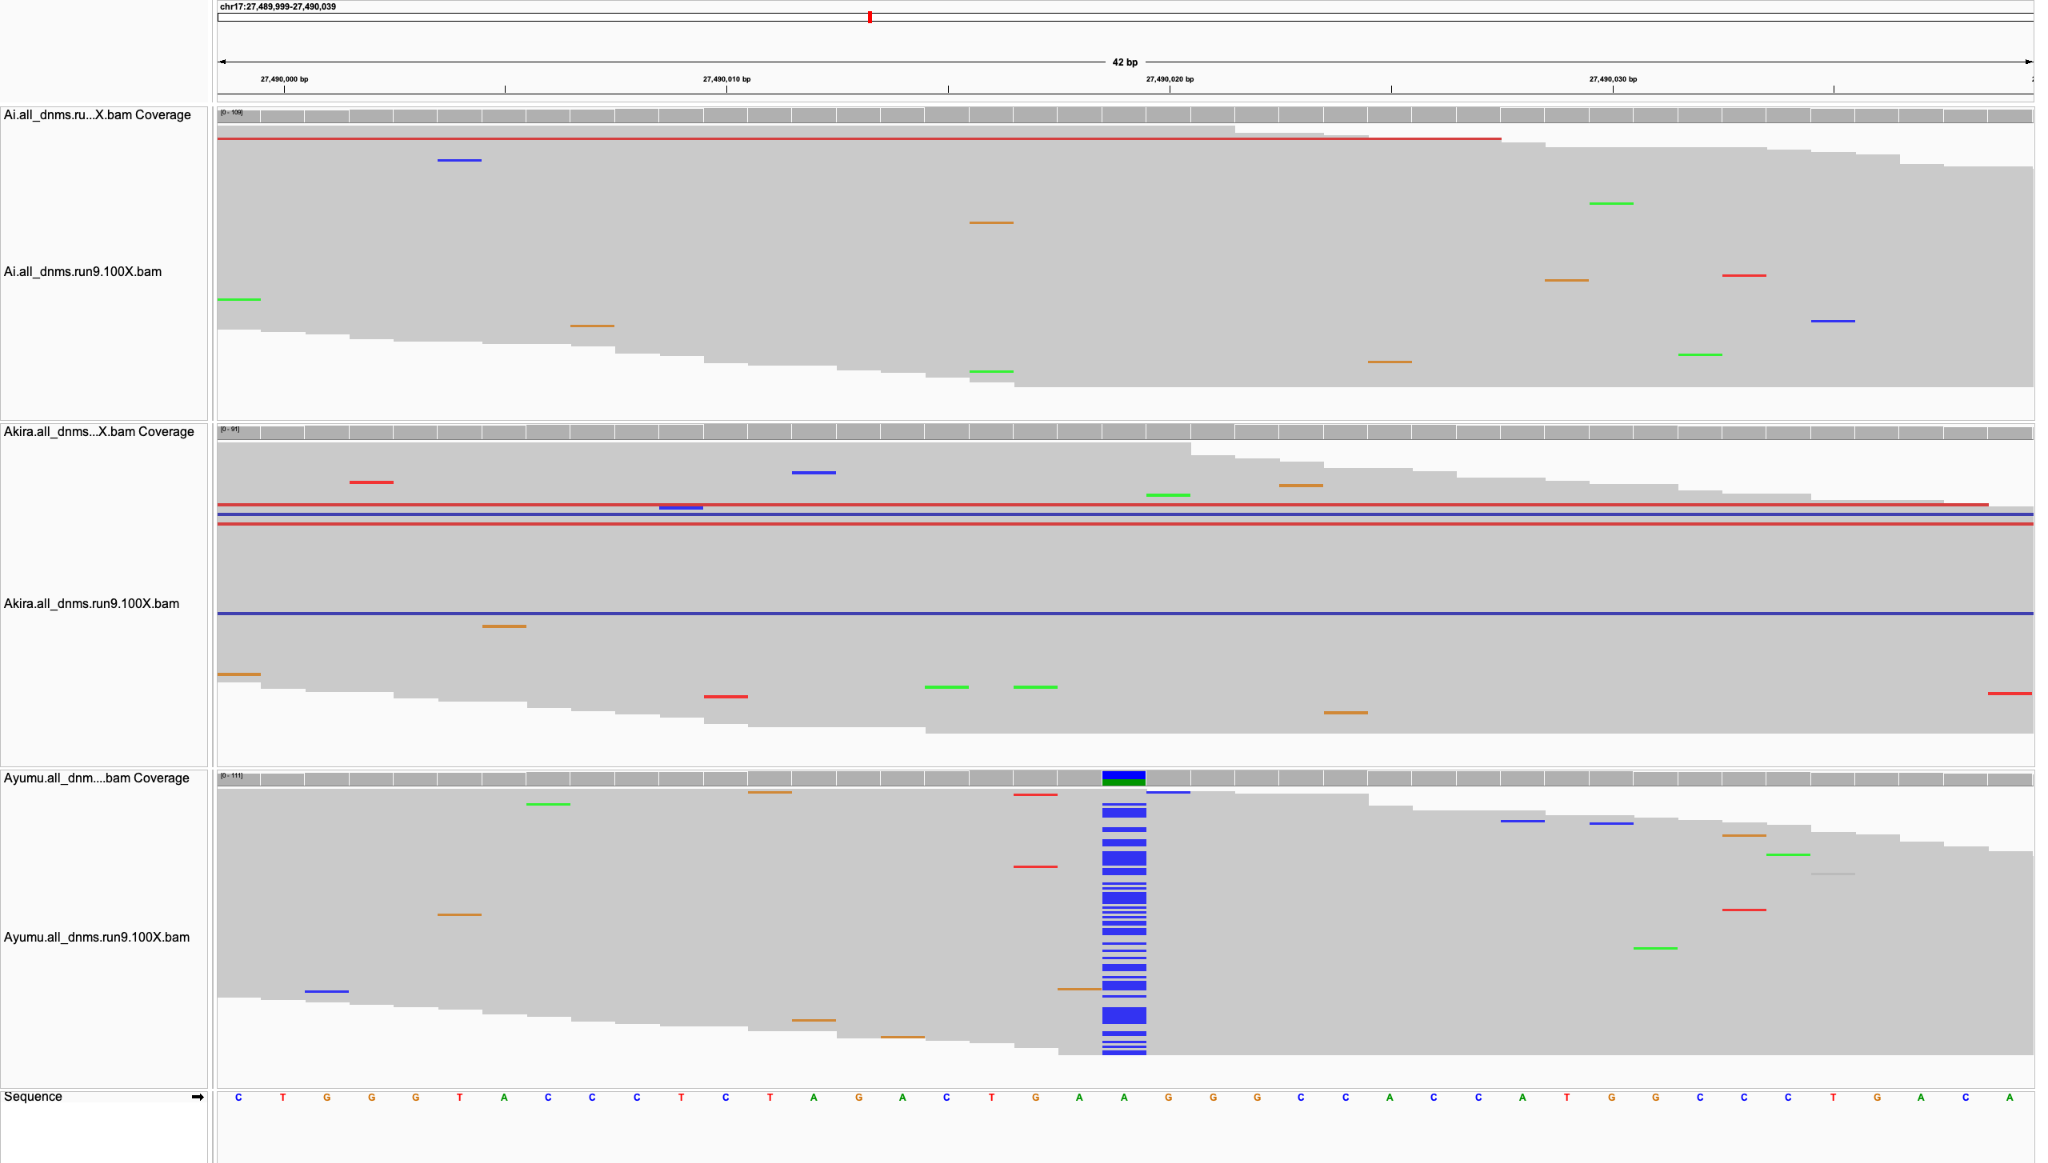 chr17:27,489,999-27,490,039
42 bp
27,490,000 bp 27,490,010 bp 27,490,020 bp 27,490,030 bp
Ai.all_dnms.ru...X.bam Coverage
[0 - 109]
Ai.all_dnms.run9.100X.bam
Akira.all_dnms...X.bam Coverage
[0 - 91]
Akira.all_dnms.run9.100X.bam
Ayumu.all_dnm....bam Coverage
[0 - 111]
Ayumu.all_dnms.run9.100X.bam
Sequence
C T G G G T A C C C T C T A G A C T G A A G G G C C A C C A T G G C C C T G A C A